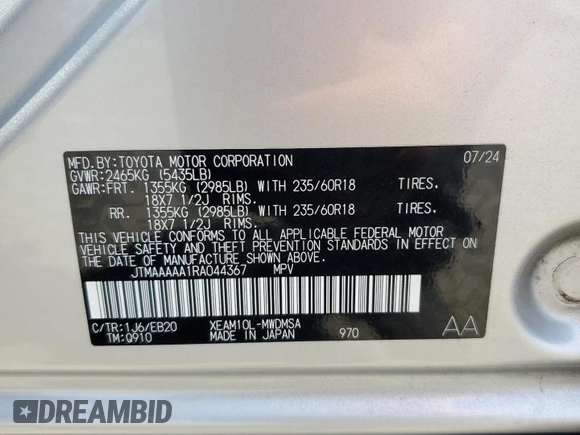 MFD.BY:TOYOTA MOTOR CORPORATION 07/24
GVWR:2465KG (5435LB)
GAWR:FRT. 1355KG (2985LB) WITH 235/60R18 TIRES.
18X7 1/2J RIMS.
RR. 1355KG (2985LB) WITH 235/60R18 TIRES.
18X7 1/2J RIMS.
THIS VEHICLE CONFORMS TO ALL APPLICABLE FEDERAL MOTOR
VEHICLE SAFETY AND THEFT PREVENTION STANDARDS IN EFFECT ON
THE DATE OF MANUFACTURE SHOWN ABOVE.
JTMAAAAA1RA044367 MPV
C/TR:1J6/EB20 XEAM10L-MWDMSA
TM:Q910 MADE IN JAPAN 970 AA
DREAMBID